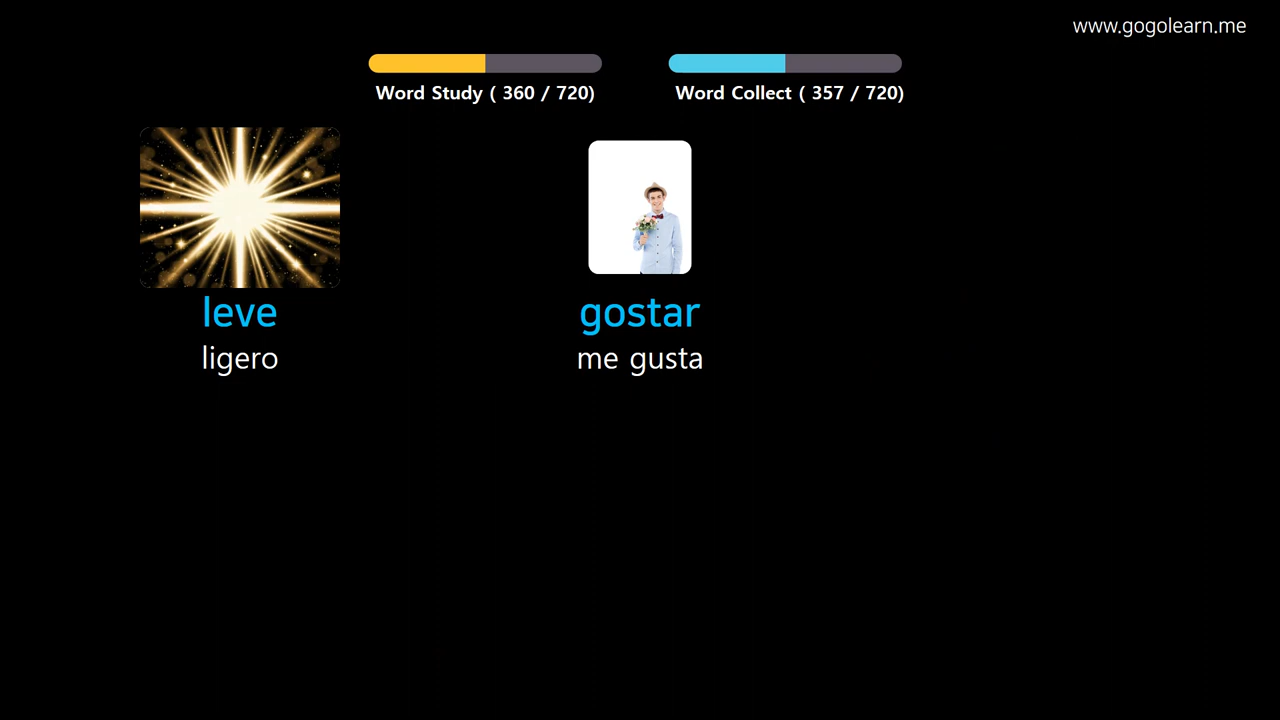 www.gogolearn.me
Word Study ( 360 / 720)
Word Collect ( 357 / 720)
leve
ligero
gostar
me gusta